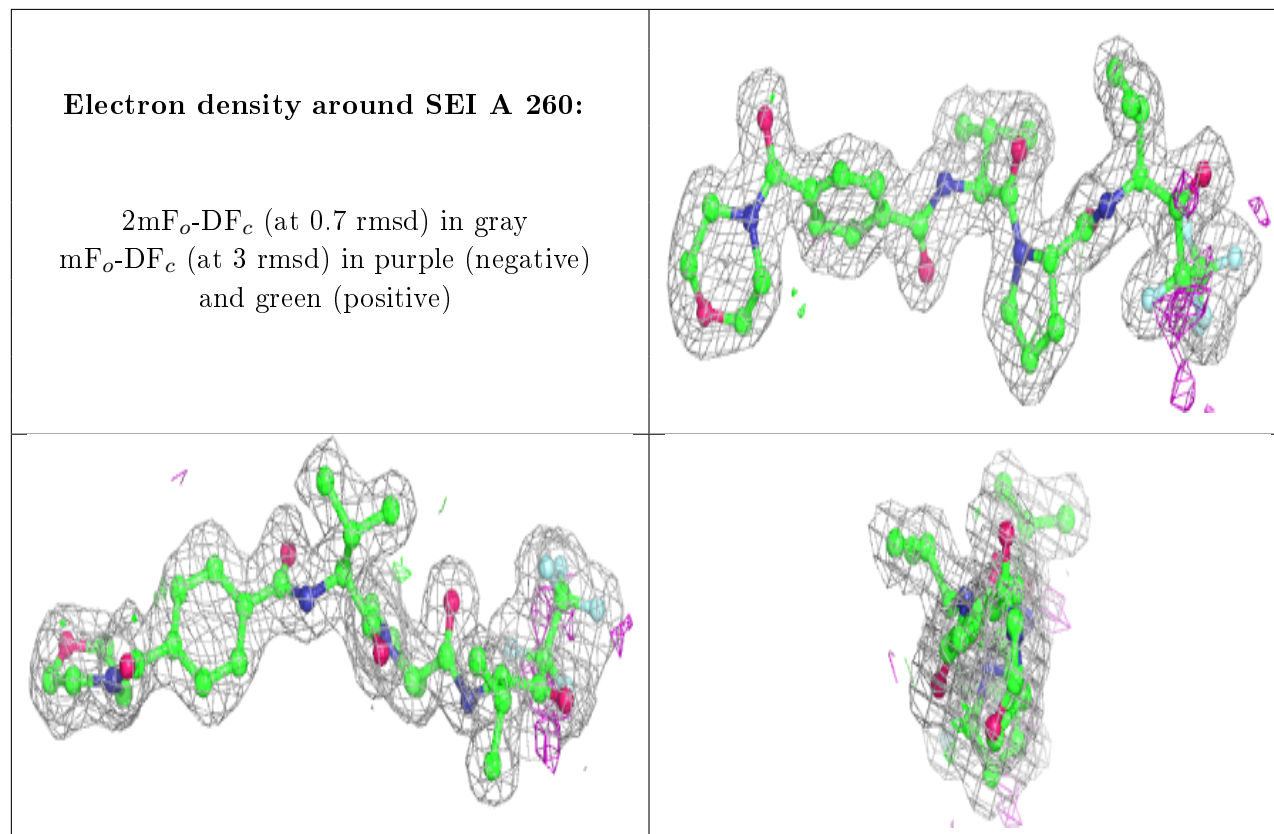 Electron density around SEI A 260:
2mFo-DFc (at 0.7 rmsd) in gray
mFo-DFc (at 3 rmsd) in purple (negative)
and green (positive)